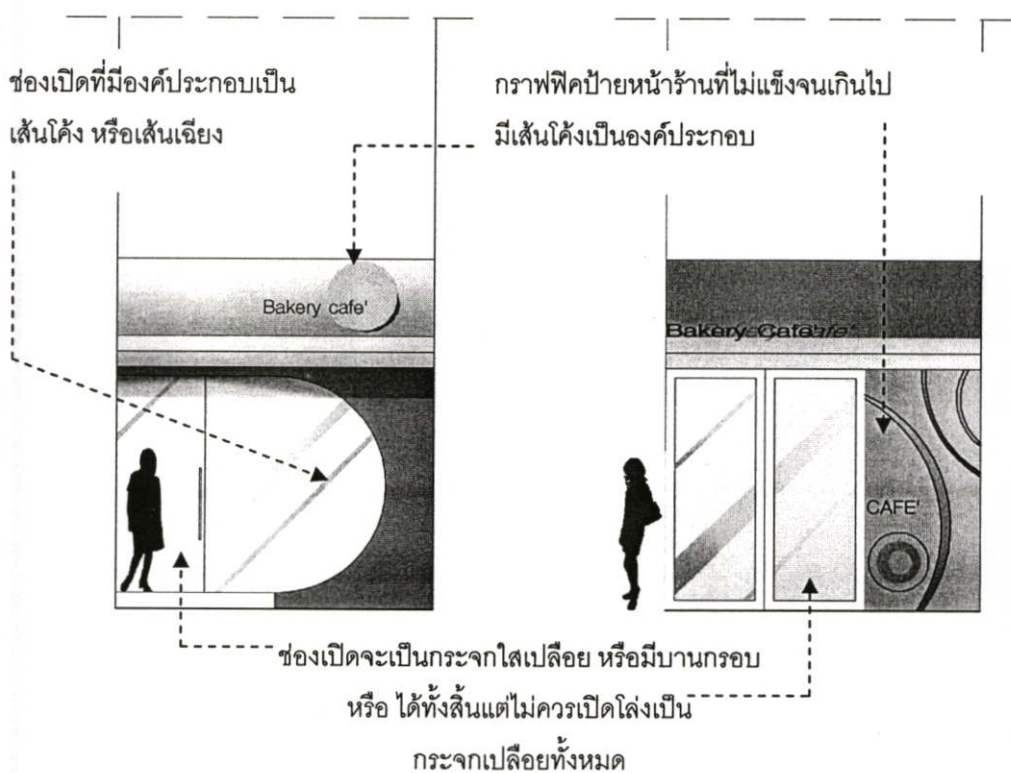 ช่องเปิดที่มีองค์ประกอบเป็น
เส้นโค้ง หรือเส้นเฉียง
กราฟฟิคป้ายหน้าร้านที่ไม่แข็งจนเกินไป
มีเส้นโค้งเป็นองค์ประกอบ
Bakery cafe'
Bakery Cafe'
CAFE'
ช่องเปิดจะเป็นกระจกใสเปลือย หรือมีบานกรอบ
หรือ ได้ทั้งสิ้นแต่ไม่ควรเปิดโล่งเป็น
กระจกเปลือยทั้งหมด